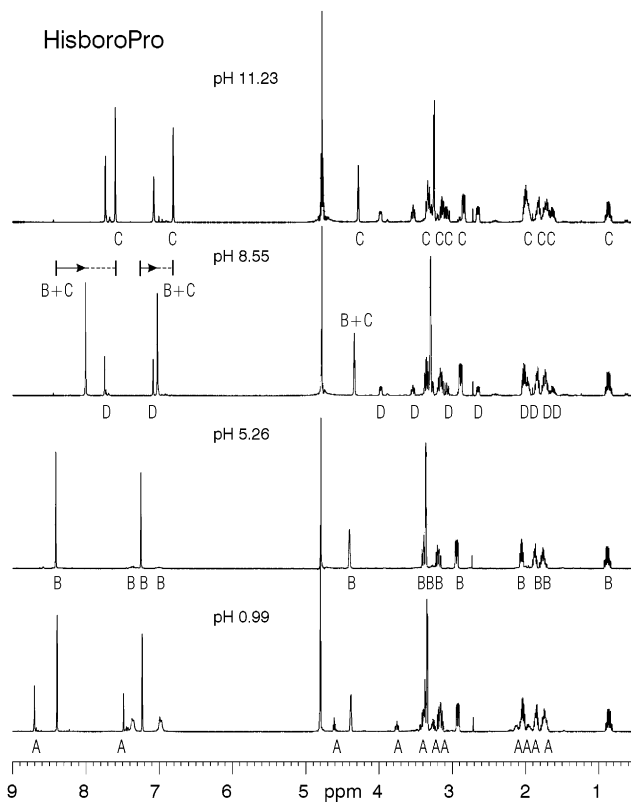 HisboroPro
pH 11.23
C C C C C C C C C C C
pH 8.55
B+C B+C
B+C
D D D D D D D D D D
pH 5.26
B B B B B B B B B B B B B
pH 0.99
A A A A A A A A A A
9 8 7 6 5 ppm 4 3 2 1